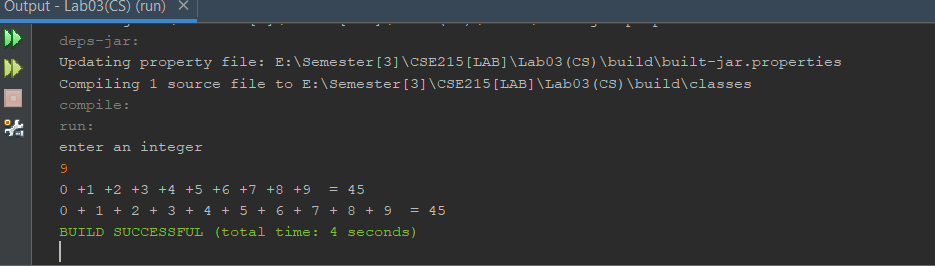 Output - Lab03(CS) (run) ×
deps-jar:
Updating property file: E:\Semester[3]\CSE215[LAB]\Lab03(CS)\build\built-jar.properties
Compiling 1 source file to E:\Semester[3]\CSE215[LAB]\Lab03(CS)\build\classes
compile:
run:
enter an integer
9
0 +1 +2 +3 +4 +5 +6 +7 +8 +9  = 45
0 + 1 + 2 + 3 + 4 + 5 + 6 + 7 + 8 + 9  = 45
BUILD SUCCESSFUL (total time: 4 seconds)